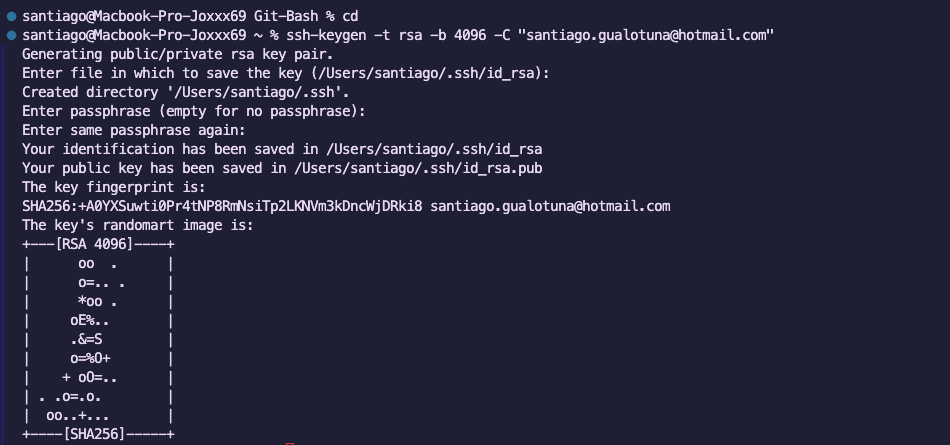 santiago@Macbook-Pro-Joxxx69 Git-Bash % cd
santiago@Macbook-Pro-Joxxx69 ~ % ssh-keygen -t rsa -b 4096 -C "santiago.gualotuna@hotmail.com"
Generating public/private rsa key pair.
Enter file in which to save the key (/Users/santiago/.ssh/id_rsa):
Created directory '/Users/santiago/.ssh'.
Enter passphrase (empty for no passphrase):
Enter same passphrase again:
Your identification has been saved in /Users/santiago/.ssh/id_rsa
Your public key has been saved in /Users/santiago/.ssh/id_rsa.pub
The key fingerprint is:
SHA256:+A0YXSuwti0Pr4tNP8RmNsiTp2LKNVm3kDncWjDRki8 santiago.gualotuna@hotmail.com
The key's randomart image is:
+---[RSA 4096]----+
|      oo  .      |
|      o=.. .     |
|      *oo .      |
|     oE%..       |
|     .&=S        |
|     o=%O+       |
|    + oO=..      |
| . .o=.o.        |
|  oo..+...       |
+----[SHA256]-----+